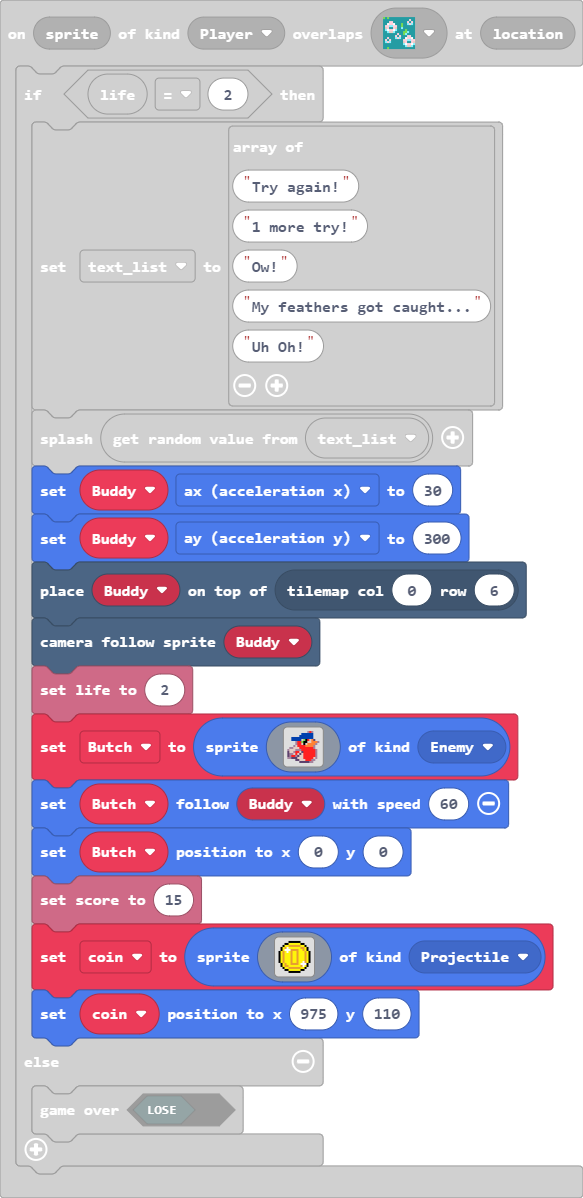 on sprite of kind Player overlaps at location
if life = 2 then
array of
"Try again!"
"1 more try!"
set text_list to "Ow!"
"My feathers got caught..."
"Uh Oh!"
splash get random value from text_list
set Buddy ax (acceleration x) to 30
set Buddy ay (acceleration y) to 300
place Buddy on top of tilemap col 0 row 6
camera follow sprite Buddy
set life to 2
set Butch to sprite of kind Enemy
set Butch follow Buddy with speed 60
set Butch position to x 0 y 0
set score to 15
set coin to sprite of kind Projectile
set coin position to x 975 y 110
else
game over LOSE